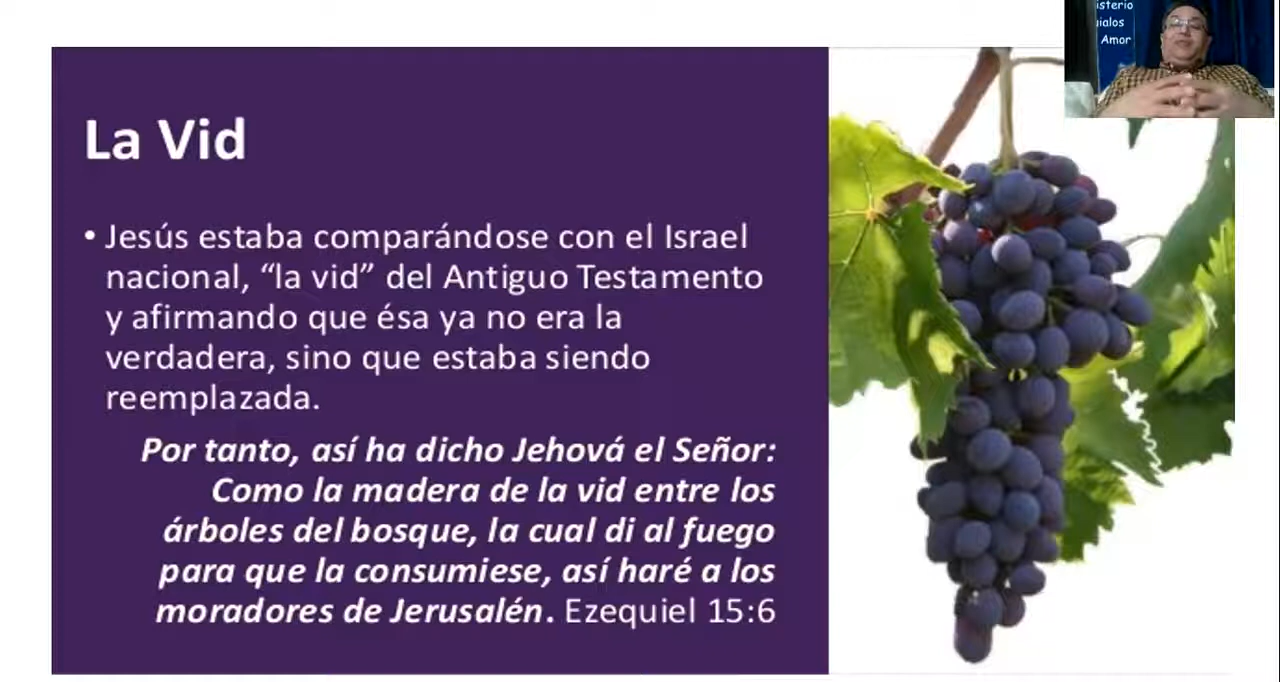 isterio
Amor
La Vid
• Jesús estaba comparándose con el Israel
nacional, “la vid” del Antiguo Testamento
y afirmando que ésa ya no era la
verdadera, sino que estaba siendo
reemplazada.
Por tanto, así ha dicho Jehová el Señor:
Como la madera de la vid entre los
árboles del bosque, la cual di al fuego
para que la consumiese, así haré a los
moradores de Jerusalén. Ezequiel 15:6